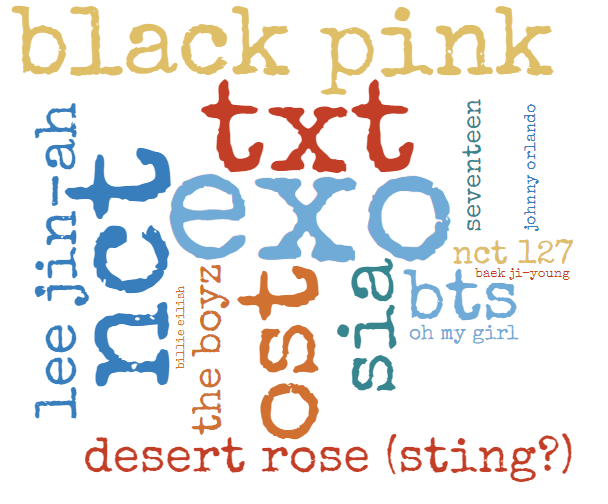 black pink
txt
lee jin-ah
nct
exo
seventeen
johnny orlando
nct 127
baek ji-young
bts
oh my girl
billie eilish
the boyz
ost
sia
desert rose (sting?)